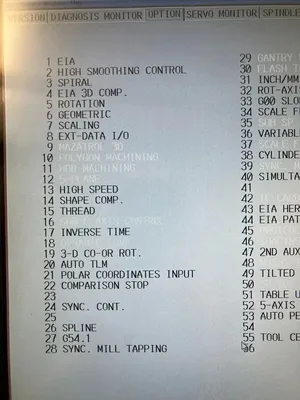 VERSION DIAGNOSIS MONITOR OPTION SERVO MONITOR SPINDLE
1 EIA
2 HIGH SMOOTHING CONTROL
3 SPIRAL
4 EIA 3D COMP.
5 ROTATION
6 GEOMETRIC
7 SCALING
8 EXT-DATA I/O
9 MAZATROL 3D
10 POLYGON MACHINING
11 HOB MACHINING
12
13 HIGH SPEED
14 SHAPE COMP.
15 THREAD
16
17 INVERSE TIME
18
19 3-D CO-OR ROT.
20 AUTO TLM
21 POLAR COORDINATES INPUT
22 COMPARISON STOP
23
24 SYNC. CONT.
25
26 SPLINE
27 G54.1
28 SYNC. MILL TAPPING
29 GANTRY
30 FLASH
31 INCH/MM
32 ROT-AXIS
33 G00 SLO
34 SCALE F
35
36 VARIABL
37 SCALE
38 CYLINDE
39 SYNC
40 SIMULTA
41
42
43 EIA HER
44 EIA PAT
45
46
47 2ND AUX
48
49 TILTED
50
51 TABLE
52 5-AXIS
53 AUTO PE
54
55 TOOL CE
56